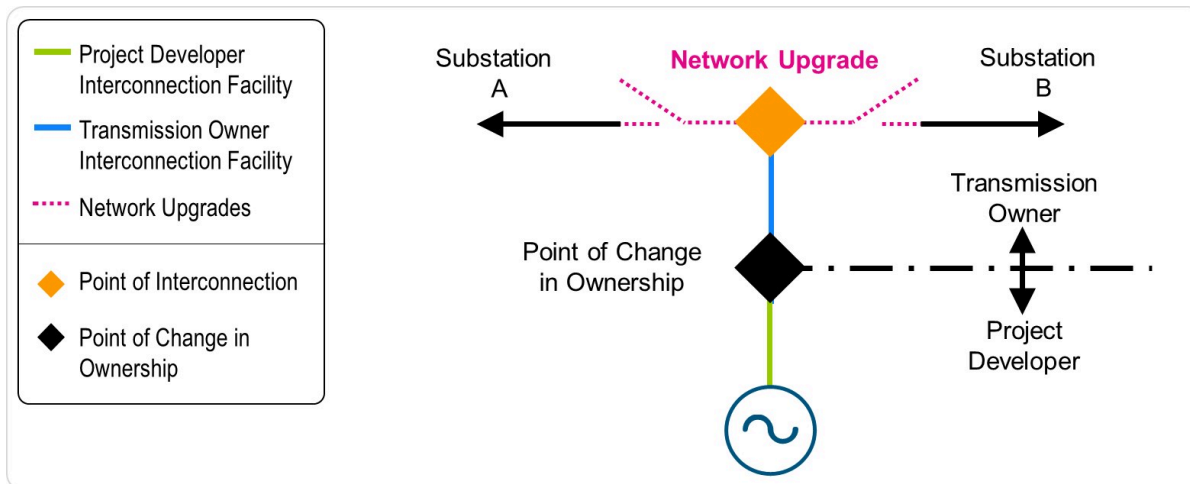 Project Developer
Interconnection Facility
Transmission Owner
Interconnection Facility
Network Upgrades
Point of Interconnection
Point of Change in
Ownership
Substation
A
Network Upgrade
Substation
B
Transmission
Owner
Point of Change
in Ownership
Project
Developer